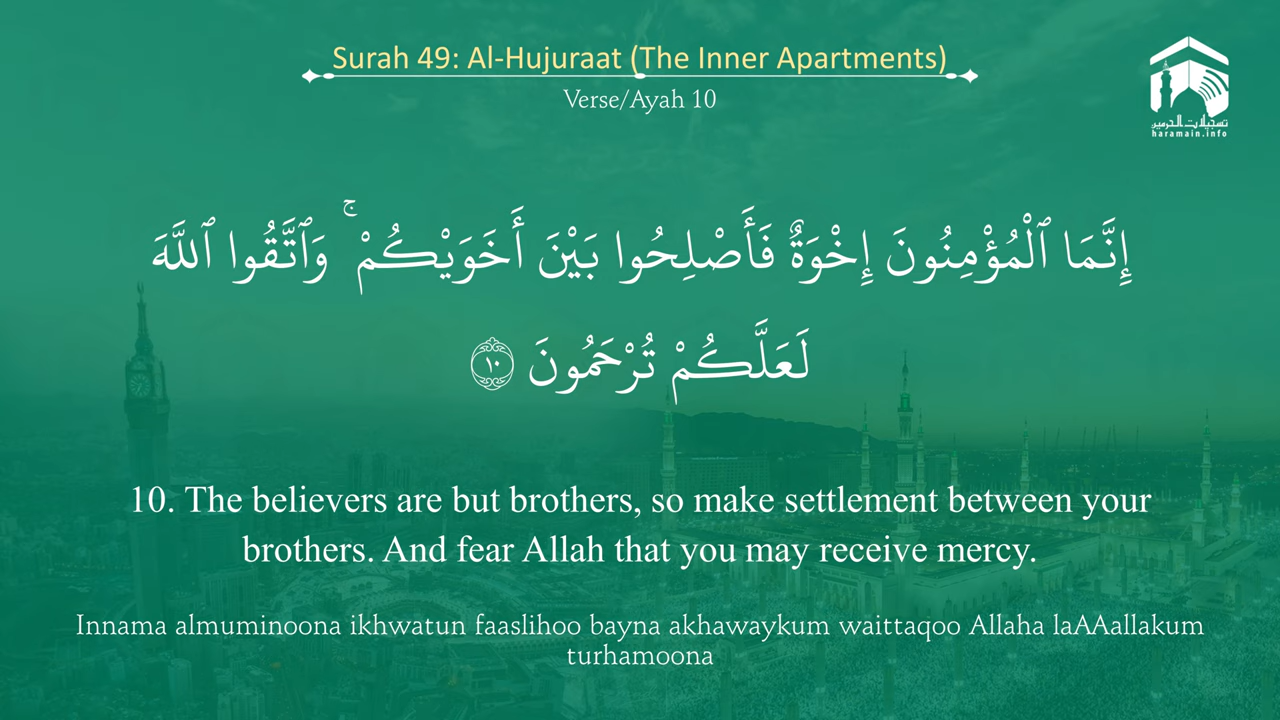 Surah 49: Al-Hujuraat (The Inner Apartments)
Verse/Ayah 10
تسجيلات الحرمين
haramain.info
إِنَّمَا ٱلْمُؤْمِنُونَ إِخْوَةٌ فَأَصْلِحُوا بَيْنَ أَخَوَيْكُمْ ۚ وَٱتَّقُوا ٱللَّهَ
لَعَلَّكُمْ تُرْحَمُونَ ١٠
10. The believers are but brothers, so make settlement between your
brothers. And fear Allah that you may receive mercy.
Innama almuminoona ikhwatun faaslihoo bayna akhawaykum waittaqoo Allaha laAAallakum
turhamoona